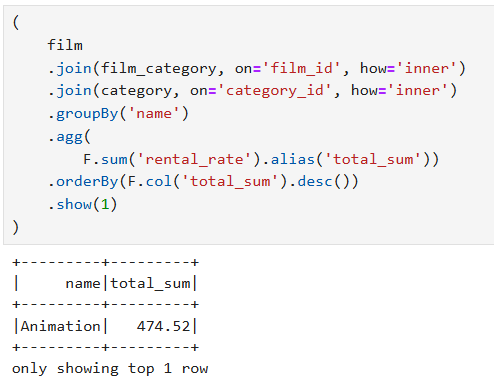 (
    film
    .join(film_category, on='film_id', how='inner')
    .join(category, on='category_id', how='inner')
    .groupBy('name')
    .agg(
        F.sum('rental_rate').alias('total_sum'))
    .orderBy(F.col('total_sum').desc())
    .show(1)
)
+---------+---------+
|     name|total_sum|
+---------+---------+
|Animation|   474.52|
+---------+---------+
only showing top 1 row